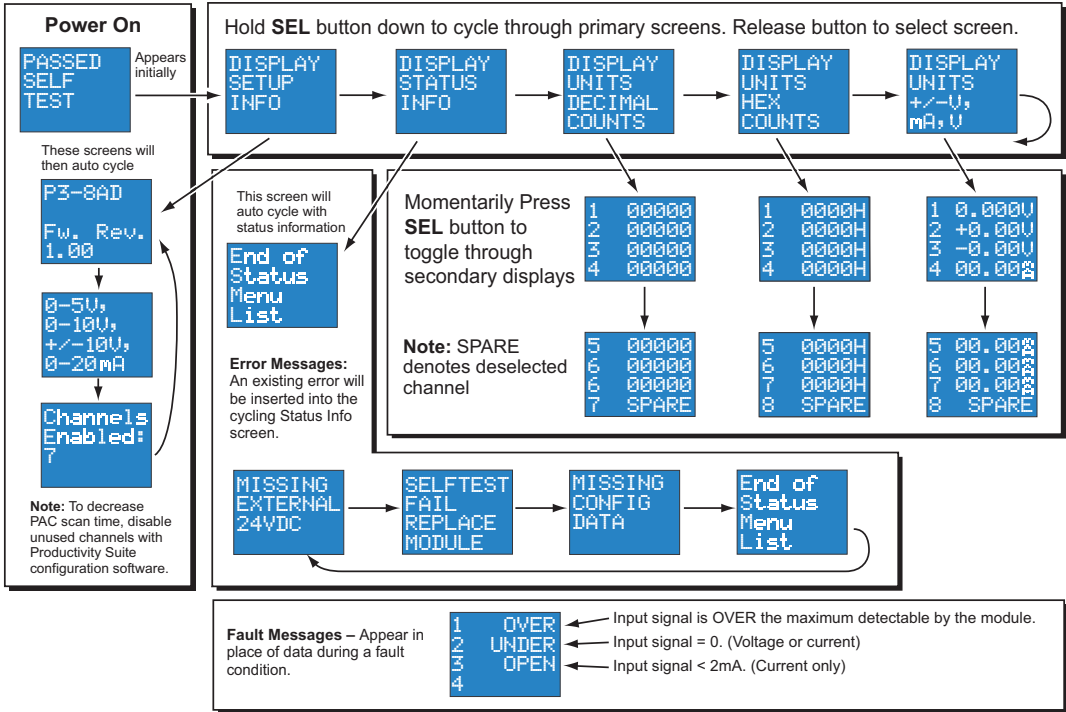 Power On
PASSED
SELF
TEST
Appears
initially
These screens will
then auto cycle
P3-8AD
Fw. Rev.
1.00
0-5V,
0-10V,
+/-10V,
0-20mA
Channels
Enabled:
7
Note: To decrease
PAC scan time, disable
unused channels with
Productivity Suite
configuration software.
Hold SEL button down to cycle through primary screens. Release button to select screen.
DISPLAY
SETUP
INFO
DISPLAY
STATUS
INFO
DISPLAY
UNITS
DECIMAL
COUNTS
DISPLAY
UNITS
HEX
COUNTS
DISPLAY
UNITS
+/-V,
mA,V
This screen will
auto cycle with
status information
End of
Status
Menu
List
Error Messages:
An existing error will
be inserted into the
cycling Status Info
screen.
Momentarily Press
SEL button to
toggle through
secondary displays
Note: SPARE
denotes deselected
channel
1 00000
2 00000
3 00000
4 00000
5 00000
6 00000
6 00000
7 SPARE
1 0000H
2 0000H
3 0000H
4 0000H
5 0000H
6 0000H
7 0000H
8 SPARE
1 0.000V
2 +0.00V
3 -0.00V
4 00.00mA
5 00.00mA
6 00.00mA
7 00.00mA
8 SPARE
MISSING
EXTERNAL
24VDC
SELFTEST
FAIL
REPLACE
MODULE
MISSING
CONFIG
DATA
End of
Status
Menu
List
Fault Messages – Appear in
place of data during a fault
condition.
1 OVER
2 UNDER
3 OPEN
4
Input signal is OVER the maximum detectable by the module.
Input signal = 0. (Voltage or current)
Input signal < 2mA. (Current only)